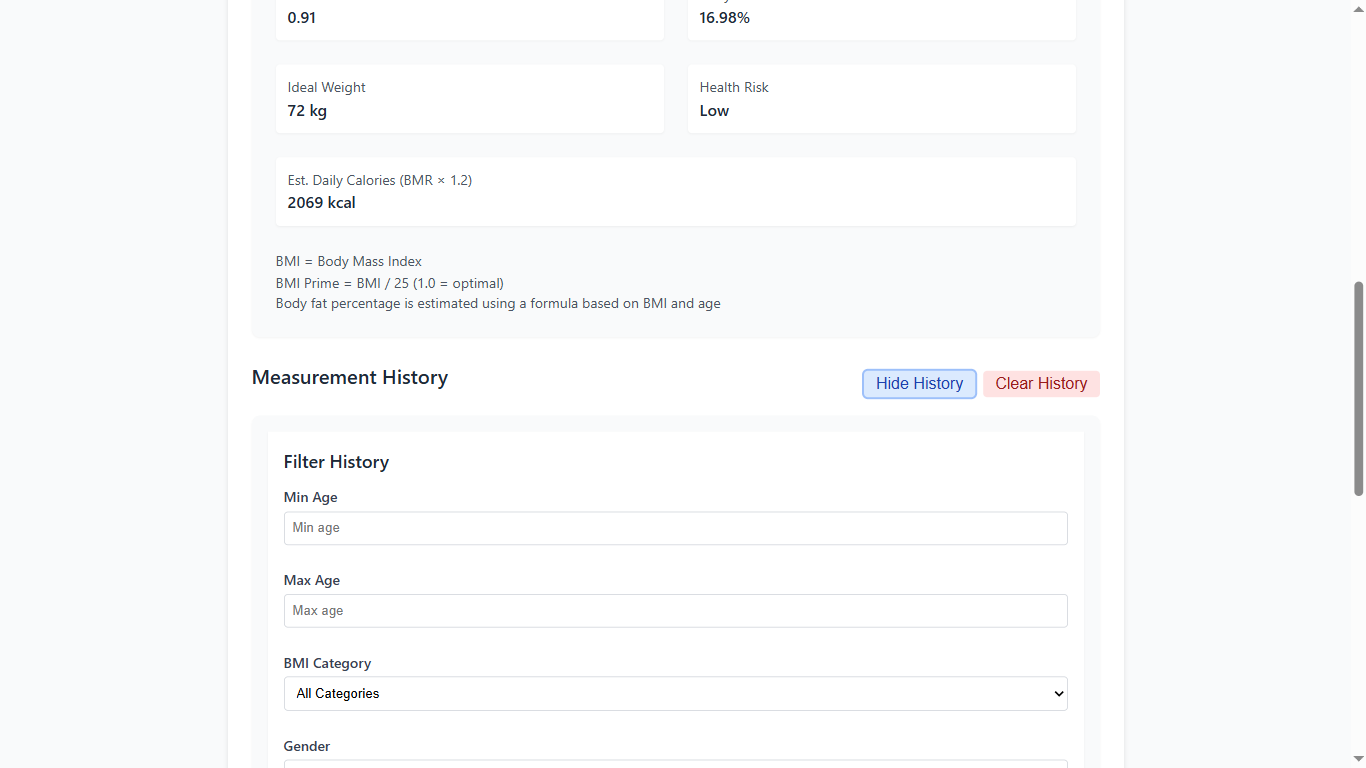 0.91
16.98%
Ideal Weight
72 kg
Health Risk
Low
Est. Daily Calories (BMR × 1.2)
2069 kcal
BMI = Body Mass Index
BMI Prime = BMI / 25 (1.0 = optimal)
Body fat percentage is estimated using a formula based on BMI and age
Measurement History
Hide History
Clear History
Filter History
Min Age
Min age
Max Age
Max age
BMI Category
All Categories
Gender